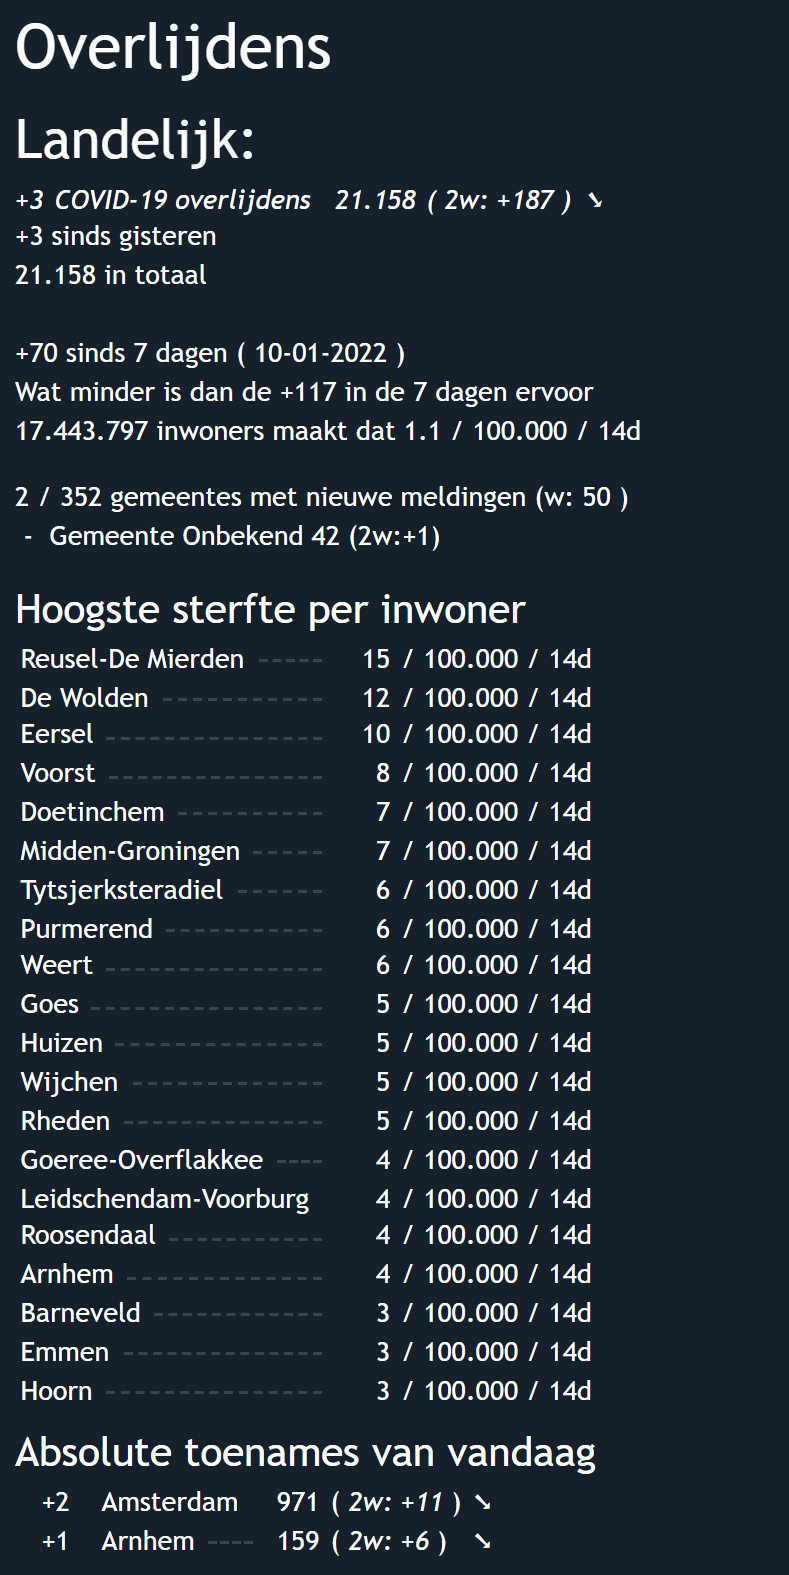 Overlijdens
Landelijk:
+3 COVID-19 overlijdens 21.158 ( 2w: +187 ) ➘
+3 sinds gisteren
21.158 in totaal
+70 sinds 7 dagen ( 10-01-2022 )
Wat minder is dan de +117 in de 7 dagen ervoor
17.443.797 inwoners maakt dat 1.1 / 100.000 / 14d
2 / 352 gemeentes met nieuwe meldingen (w: 50 )
- Gemeente Onbekend 42 (2w:+1)
Hoogste sterfte per inwoner
Reusel-De Mierden ----- 15 / 100.000 / 14d
De Wolden ----------- 12 / 100.000 / 14d
Eersel --------------- 10 / 100.000 / 14d
Voorst -------------- 8 / 100.000 / 14d
Doetinchem ---------- 7 / 100.000 / 14d
Midden-Groningen ----- 7 / 100.000 / 14d
Tytsjerksteradiel ------ 6 / 100.000 / 14d
Purmerend ----------- 6 / 100.000 / 14d
Weert --------------- 6 / 100.000 / 14d
Goes ---------------- 5 / 100.000 / 14d
Huizen -------------- 5 / 100.000 / 14d
Wijchen ------------- 5 / 100.000 / 14d
Rheden -------------- 5 / 100.000 / 14d
Goeree-Overflakkee ---- 4 / 100.000 / 14d
Leidschendam-Voorburg 4 / 100.000 / 14d
Roosendaal ----------- 4 / 100.000 / 14d
Arnhem ------------- 4 / 100.000 / 14d
Barneveld ------------ 3 / 100.000 / 14d
Emmen -------------- 3 / 100.000 / 14d
Hoorn --------------- 3 / 100.000 / 14d
Absolute toenames van vandaag
+2 Amsterdam 971 ( 2w: +11 ) ➘
+1 Arnhem ---- 159 ( 2w: +6 ) ➘